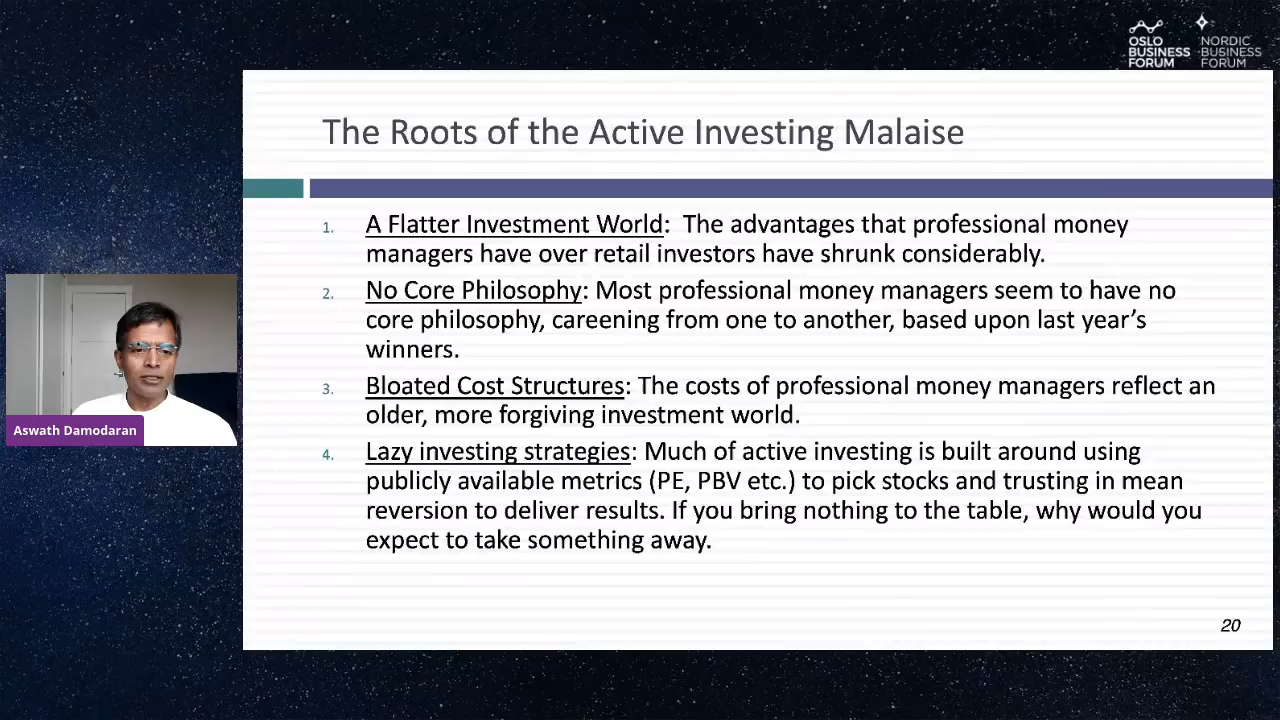 OSLO
BUSINESS
FORUM
NORDIC
BUSINESS
FORUM
The Roots of the Active Investing Malaise
1. A Flatter Investment World: The advantages that professional money
managers have over retail investors have shrunk considerably.
2. No Core Philosophy: Most professional money managers seem to have no
core philosophy, careening from one to another, based upon last year’s
winners.
3. Bloated Cost Structures: The costs of professional money managers reflect an
older, more forgiving investment world.
4. Lazy investing strategies: Much of active investing is built around using
publicly available metrics (PE, PBV etc.) to pick stocks and trusting in mean
reversion to deliver results. If you bring nothing to the table, why would you
expect to take something away.
Aswath Damodaran
20